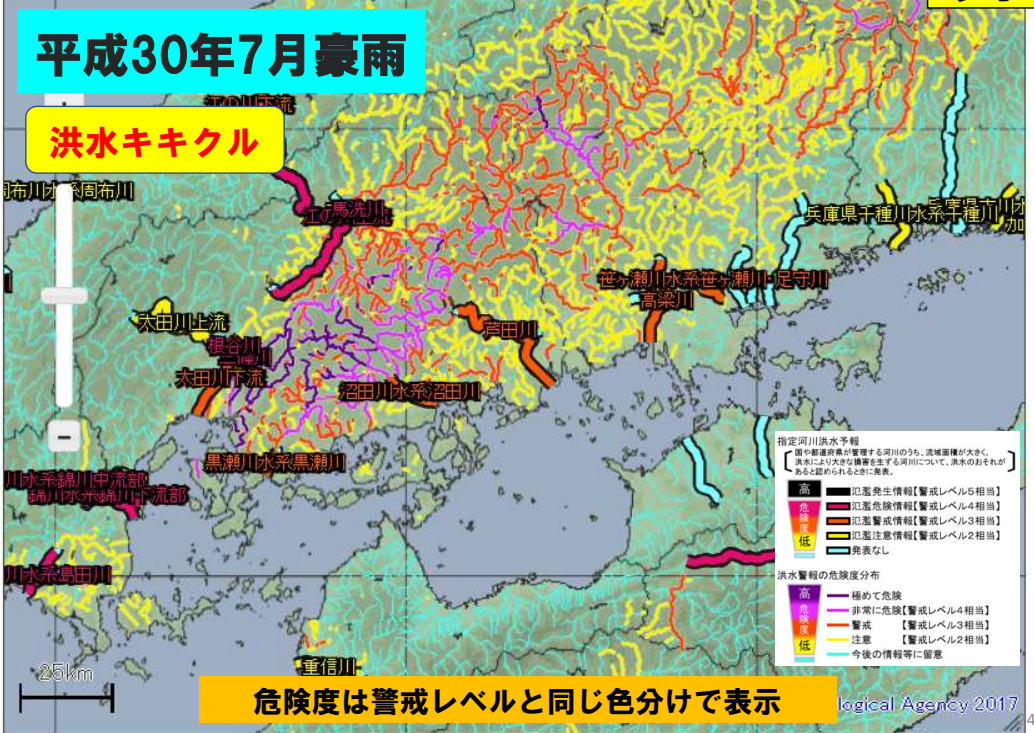 平成30年7月豪雨
洪水キキクル
江の川下流
周布川水系周布川
馬洗川
兵庫県千種川水系千種川
笹ヶ瀬川水系笹ヶ瀬川・足守川
高梁川
太田川上流
芦田川
根谷川
三篠川
太田川下流
沼田川水系沼田川
黒瀬川水系黒瀬川
川水系錦川中流部
錦川水系錦川下流部
川水系島田川
重信川
25km
指定河川洪水予報
国や都道府県が管理する河川のうち、流域面積が大きく、
洪水により大きな損害を生ずる河川について、洪水のおそれが
あると認められるときに発表。
高
危険度
低
氾濫発生情報【警戒レベル5相当】
氾濫危険情報【警戒レベル4相当】
氾濫警戒情報【警戒レベル3相当】
氾濫注意情報【警戒レベル2相当】
発表なし
洪水警報の危険度分布
高
危険度
低
極めて危険
非常に危険【警戒レベル4相当】
警戒 【警戒レベル3相当】
注意 【警戒レベル2相当】
今後の情報等に留意
危険度は警戒レベルと同じ色分けで表示
logical Agency 2017
4